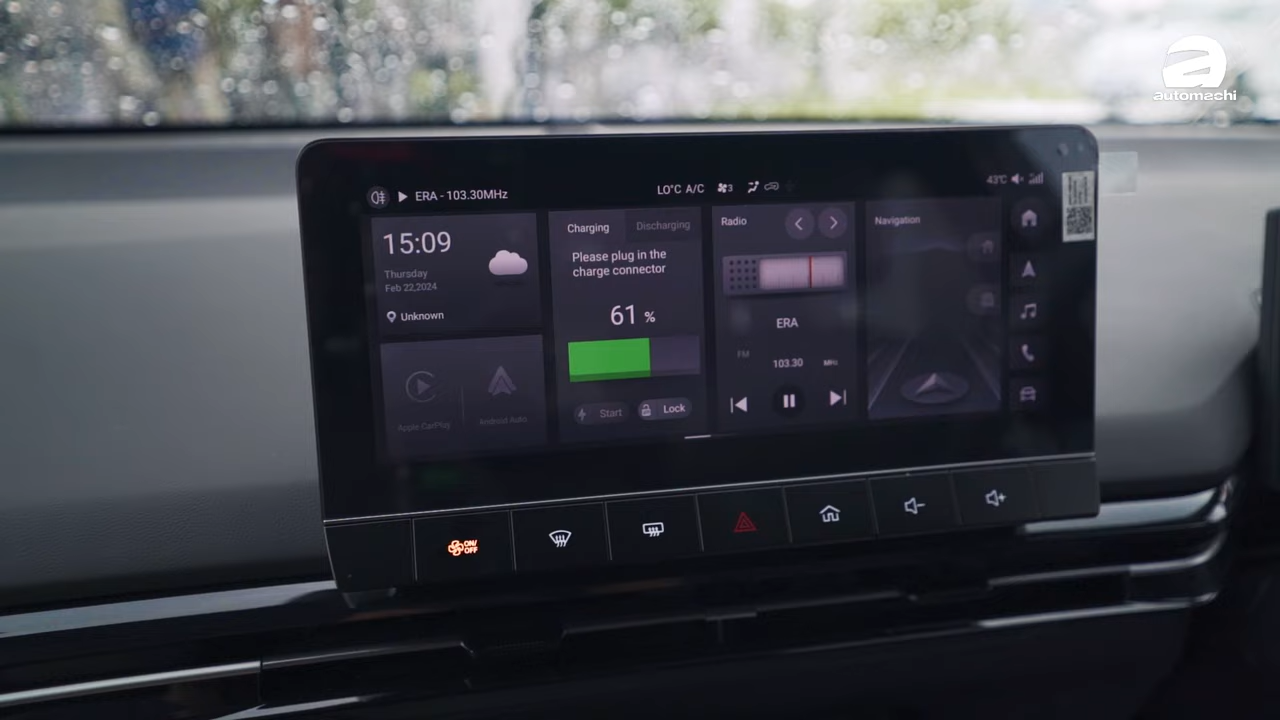 automachi
ERA - 103.30MHz
LO°C A/C
3
43°C
15:09
Thursday
Feb 22,2024
Unknown
Apple CarPlay
Android Auto
Charging
Discharging
Please plug in the
charge connector
61 %
Start
Lock
Radio
ERA
FM
103.30
MHz
Navigation
ON/
OFF